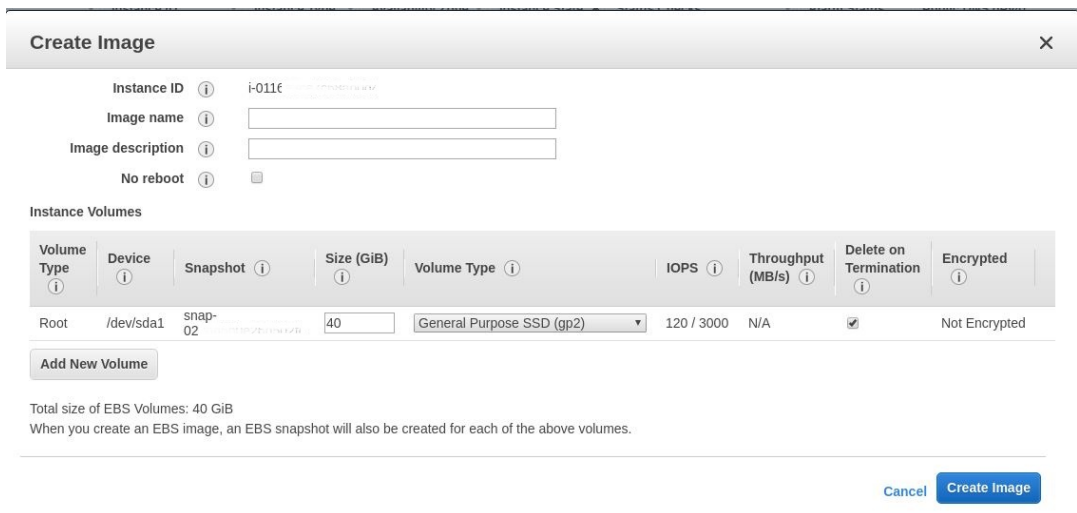 Create Image
Instance ID i-0116
Image name
Image description
No reboot
Instance Volumes
Volume Type Device Snapshot Size (GiB) Volume Type IOPS Throughput (MB/s) Delete on Termination Encrypted
Root /dev/sda1 snap-02 40 General Purpose SSD (gp2) 120 / 3000 N/A Not Encrypted
Add New Volume
Total size of EBS Volumes: 40 GiB
When you create an EBS image, an EBS snapshot will also be created for each of the above volumes.
Cancel Create Image